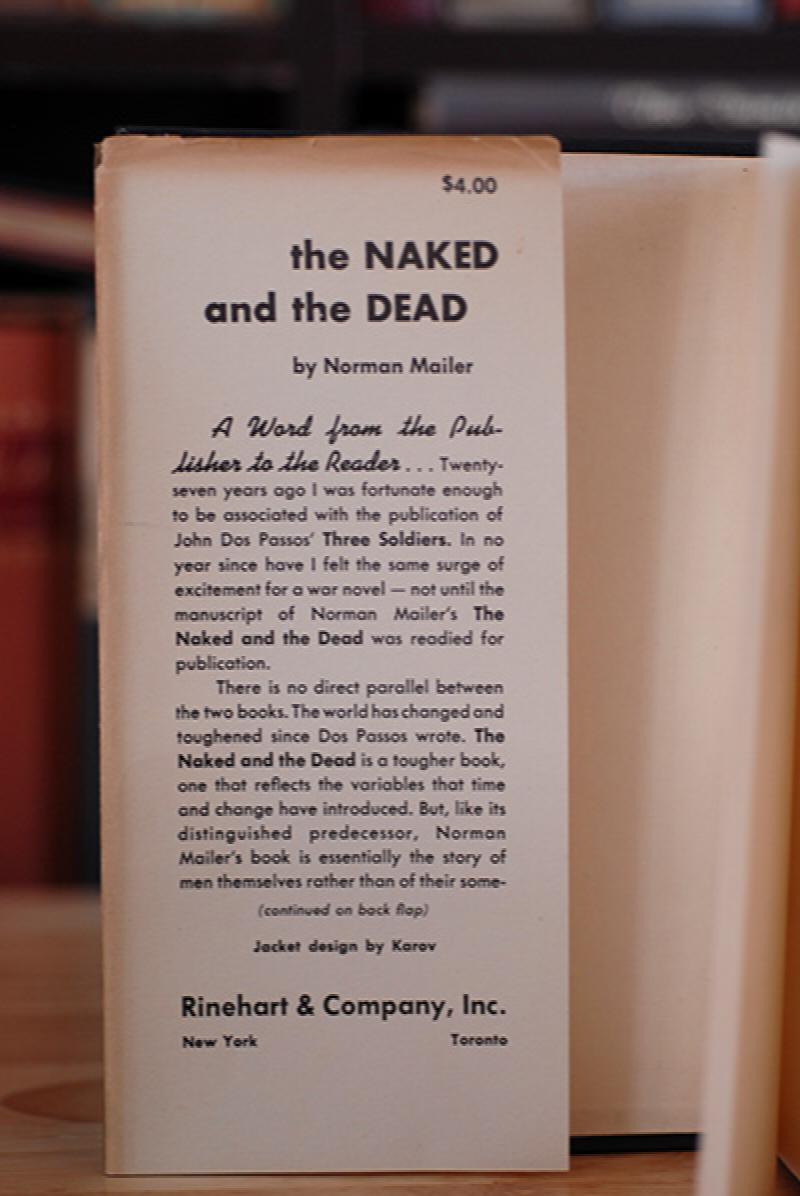 $4.00
the NAKED
and the DEAD
by Norman Mailer
A Word from the Pub-
lisher to the Reader . . . Twenty-
seven years ago I was fortunate enough
to be associated with the publication of
John Dos Passos' Three Soldiers. In no
year since have I felt the same surge of
excitement for a war novel — not until the
manuscript of Norman Mailer's The
Naked and the Dead was readied for
publication.
There is no direct parallel between
the two books. The world has changed and
toughened since Dos Passos wrote. The
Naked and the Dead is a tougher book,
one that reflects the variables that time
and change have introduced. But, like its
distinguished predecessor, Norman
Mailer's book is essentially the story of
men themselves rather than of their some-
(continued on back flap)
Jacket design by Karov
Rinehart & Company, Inc.
New York Toronto